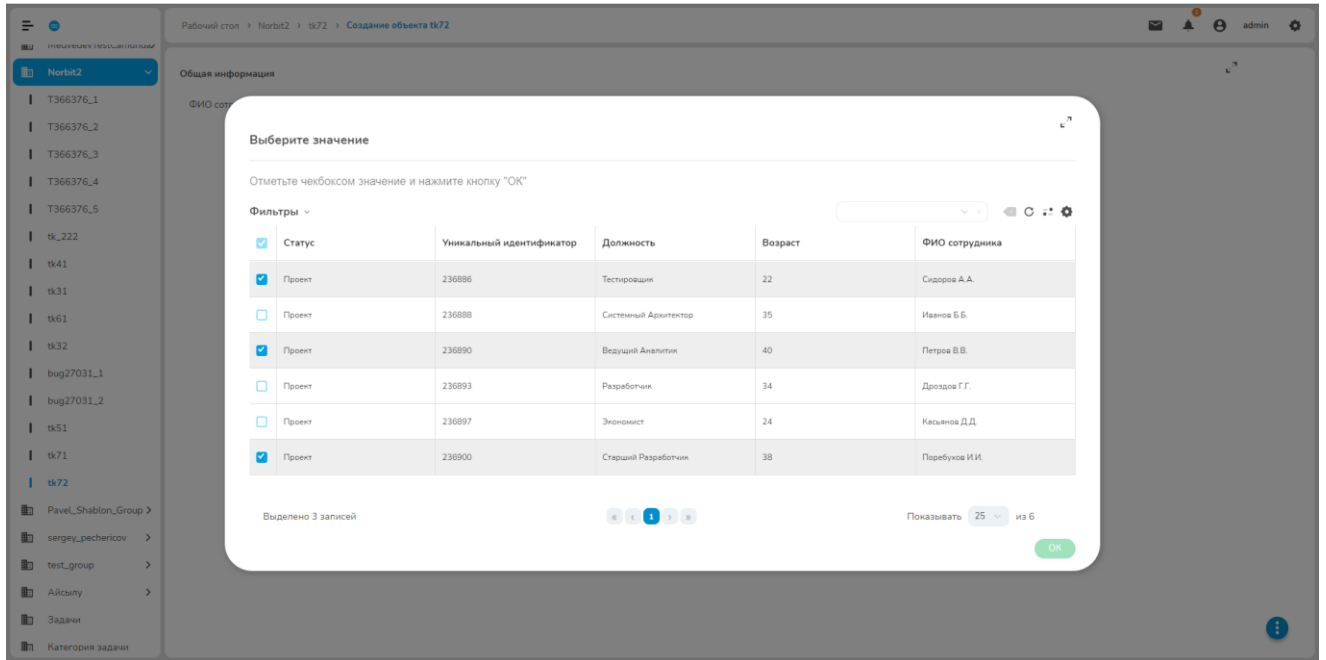 Рабочий стол > Norbit2 > tk72 > Создание объекта tk72
admin
MedvedevTestCamunda
Norbit2
T366376_1
T366376_2
T366376_3
T366376_4
T366376_5
tk_222
tk41
tk31
tk61
tk32
bug27031_1
bug27031_2
tk51
tk71
tk72
Pavel_Shablon_Group >
sergey_pechericov >
test_group >
Айсылу >
Задачи
Категория задачи
Общая информация
ФИО сотр
Выберите значение
Отметьте чекбоксом значение и нажмите кнопку "ОК"
Фильтры
Статус Уникальный идентификатор Должность Возраст ФИО сотрудника
Проект 236886 Тестировщик 22 Сидоров А.А.
Проект 236888 Системный Архитектор 35 Иванов Б.Б.
Проект 236890 Ведущий Аналитик 40 Петров В.В.
Проект 236893 Разработчик 34 Дроздов Г.Г.
Проект 236897 Экономист 24 Касьянов Д.Д.
Проект 236900 Старший Разработчик 38 Поребухов И.И.
Выделено 3 записей « ‹ 1 › » Показывать 25 из 6
ОК